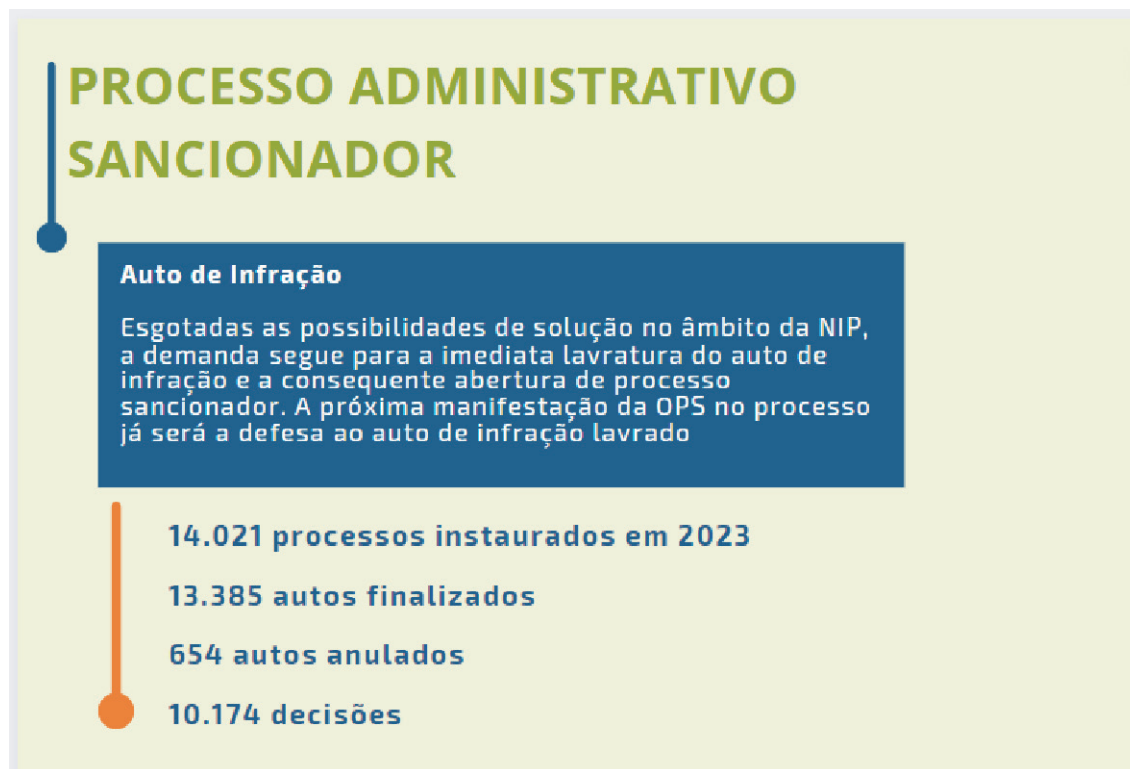 PROCESSO ADMINISTRATIVO
SANCIONADOR
Auto de Infração
Esgotadas as possibilidades de solução no âmbito da NIP,
a demanda segue para a imediata lavratura do auto de
infração e a consequente abertura de processo
sancionador. A próxima manifestação da OPS no processo
já será a defesa ao auto de infração lavrado
14.021 processos instaurados em 2023
13.385 autos finalizados
654 autos anulados
10.174 decisões